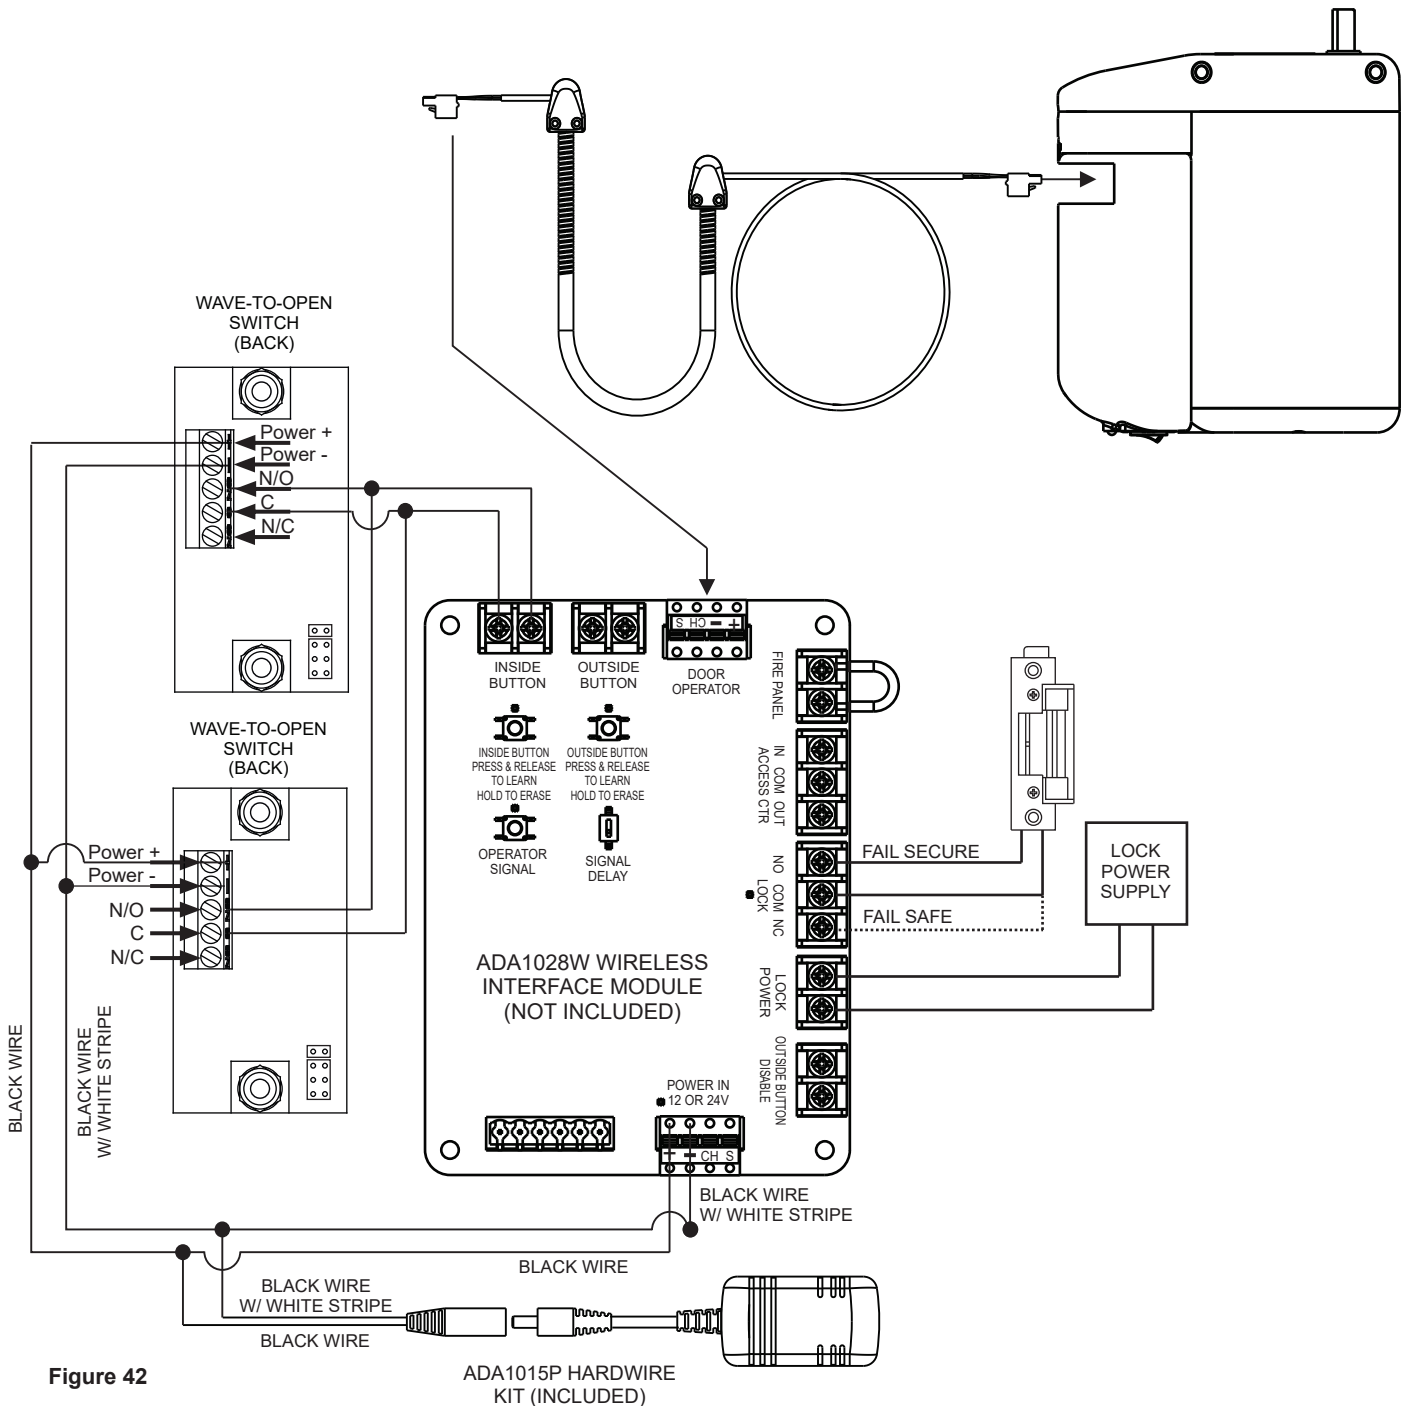 WAVE-TO-OPEN
SWITCH
(BACK)
Power +
Power -
N/O
C
N/C
WAVE-TO-OPEN
SWITCH
(BACK)
Power +
Power -
N/O
C
N/C
BLACK WIRE
BLACK WIRE
W/ WHITE STRIPE
INSIDE
BUTTON
OUTSIDE
BUTTON
S CH - +
DOOR
OPERATOR
INSIDE BUTTON
PRESS & RELEASE
TO LEARN
HOLD TO ERASE
OUTSIDE BUTTON
PRESS & RELEASE
TO LEARN
HOLD TO ERASE
OPERATOR
SIGNAL
SIGNAL
DELAY
FIRE PANEL
IN COM OUT
ACCESS CTR
NO COM NC
LOCK
LOCK
POWER
OUTSIDE BUTTON
DISABLE
FAIL SECURE
FAIL SAFE
LOCK
POWER
SUPPLY
ADA1028W WIRELESS
INTERFACE MODULE
(NOT INCLUDED)
POWER IN
12 OR 24V
+ - CH S
BLACK WIRE
W/ WHITE STRIPE
BLACK WIRE
BLACK WIRE
W/ WHITE STRIPE
BLACK WIRE
ADA1015P HARDWIRE
KIT (INCLUDED)
Figure 42